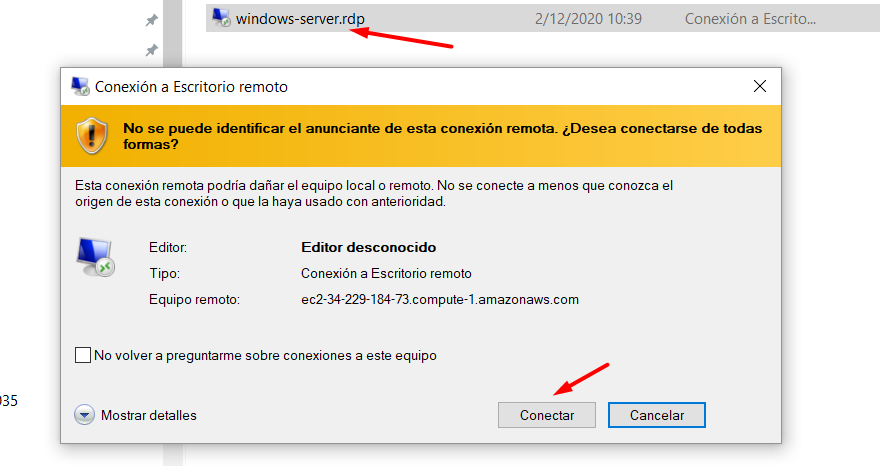 windows-server.rdp 2/12/2020 10:39 Conexión a Escrito...
Conexión a Escritorio remoto
No se puede identificar el anunciante de esta conexión remota. ¿Desea conectarse de todas
formas?
Esta conexión remota podría dañar el equipo local o remoto. No se conecte a menos que conozca el
origen de esta conexión o que la haya usado con anterioridad.
Editor: Editor desconocido
Tipo: Conexión a Escritorio remoto
Equipo remoto: ec2-34-229-184-73.compute-1.amazonaws.com
No volver a preguntarme sobre conexiones a este equipo
035
Mostrar detalles Conectar Cancelar